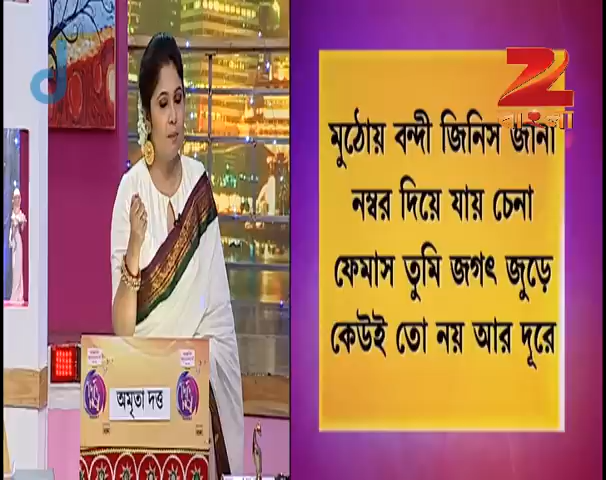 মুঠোয় বন্দী জিনিস জানা
নম্বর দিয়ে যায় চেনা
ফেমাস তুমি জগৎ জুড়ে
কেউই তো নয় আর দূরে
Z
বাংলা
d
অমৃতা দত্ত